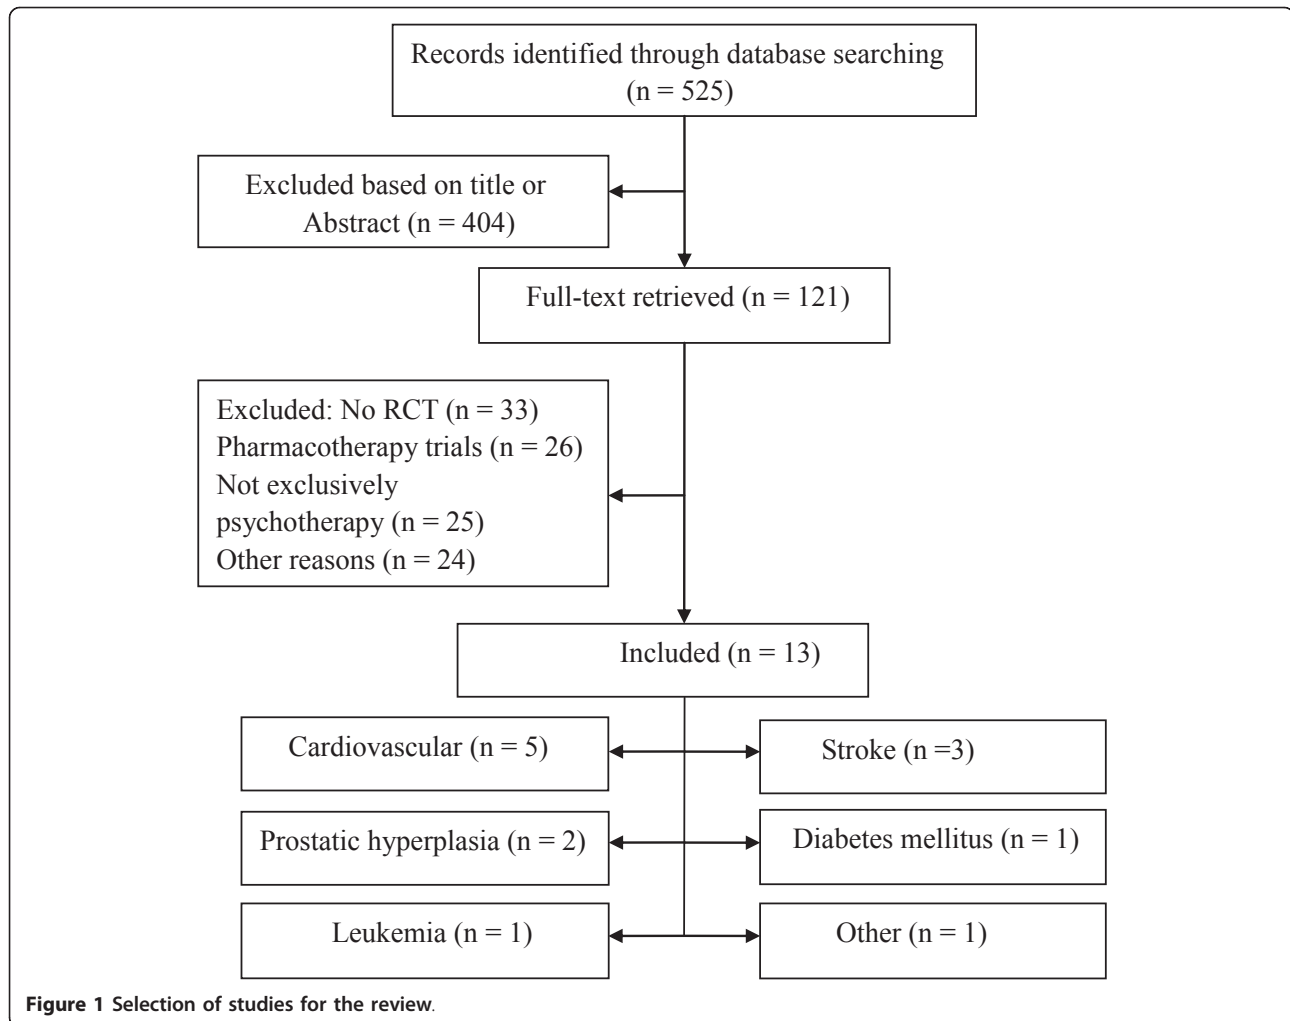 Records identified through database searching
(n = 525)
Excluded based on title or
Abstract (n = 404)
Full-text retrieved (n = 121)
Excluded: No RCT (n = 33)
Pharmacotherapy trials (n = 26)
Not exclusively
psychotherapy (n = 25)
Other reasons (n = 24)
Included (n = 13)
Cardiovascular (n = 5)
Stroke (n =3)
Prostatic hyperplasia (n = 2)
Diabetes mellitus (n = 1)
Leukemia (n = 1)
Other (n = 1)
Figure 1 Selection of studies for the review.